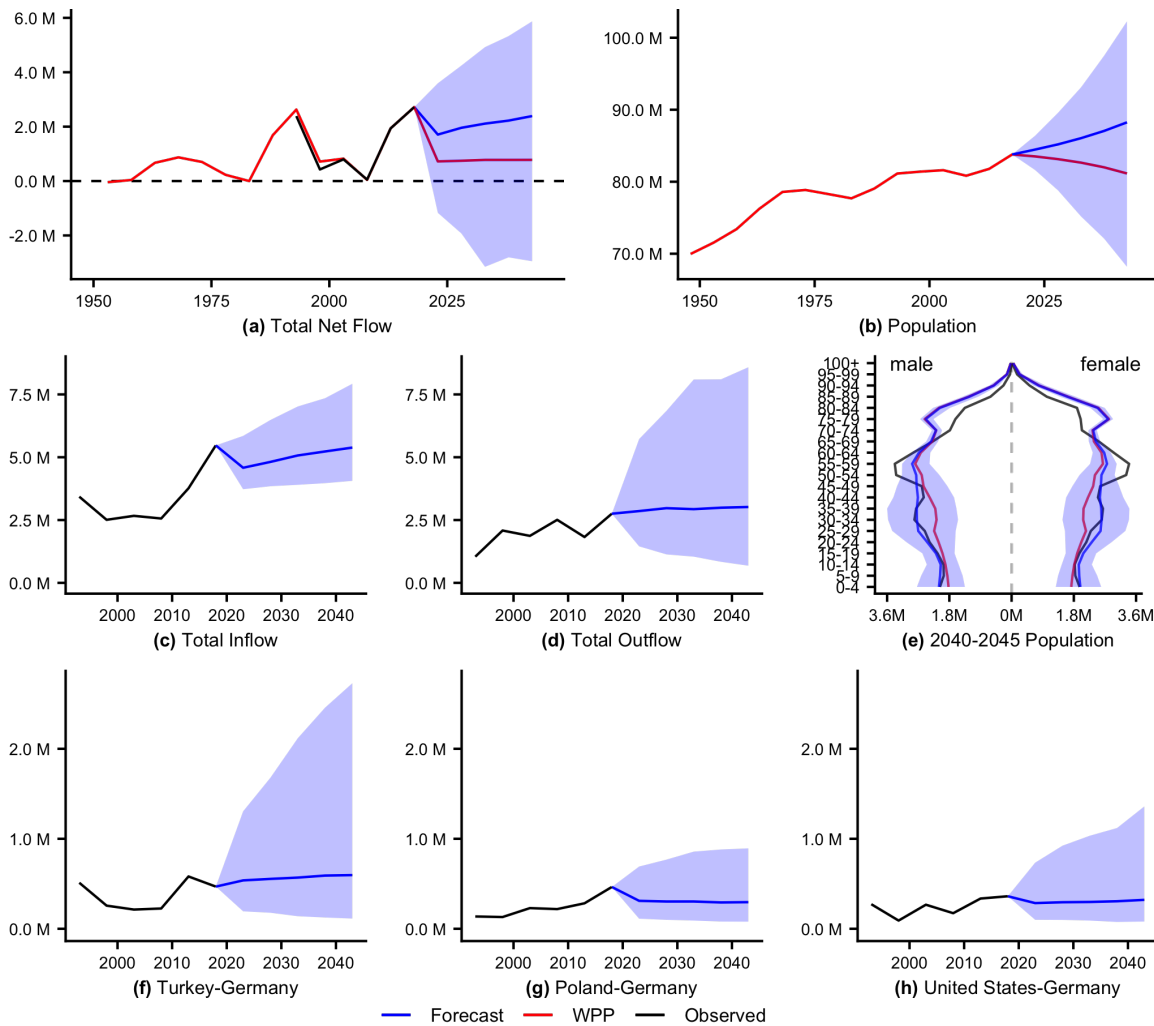 6.0 M
4.0 M
2.0 M
0.0 M
-2.0 M
1950 1975 2000 2025
(a) Total Net Flow
100.0 M
90.0 M
80.0 M
70.0 M
1950 1975 2000 2025
(b) Population
7.5 M
5.0 M
2.5 M
0.0 M
2000 2010 2020 2030 2040
(c) Total Inflow
7.5 M
5.0 M
2.5 M
0.0 M
2000 2010 2020 2030 2040
(d) Total Outflow
male female
100+
95-99
90-94
85-89
80-84
75-79
70-74
65-69
60-64
55-59
50-54
45-49
40-44
35-39
30-34
25-29
20-24
15-19
10-14
5-9
0-4
3.6M 1.8M 0M 1.8M 3.6M
(e) 2040-2045 Population
2.0 M
1.0 M
0.0 M
2000 2010 2020 2030 2040
(f) Turkey-Germany
2.0 M
1.0 M
0.0 M
2000 2010 2020 2030 2040
(g) Poland-Germany
2.0 M
1.0 M
0.0 M
2000 2010 2020 2030 2040
(h) United States-Germany
Forecast WPP Observed